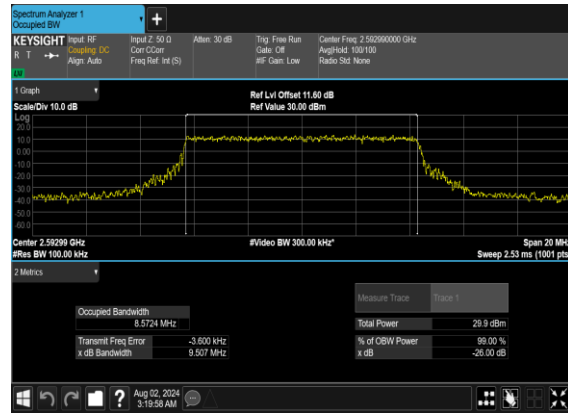 Spectrum Analyzer 1
Occupied BW
KEYSIGHT
R T
LXI
Input: RF
Coupling: DC
Align: Auto
Input Z: 50 Ω
Corr CCorr
Freq Ref: Int (S)
Atten: 30 dB
Trig: Free Run
Gate: Off
#IF Gain: Low
Center Freq: 2.592990000 GHz
Avg|Hold: 100/100
Radio Std: None
1 Graph
Scale/Div 10.0 dB
Ref Lvl Offset 11.60 dB
Ref Value 30.00 dBm
Log
20.0
10.0
0.00
-10.0
-20.0
-30.0
-40.0
-50.0
-60.0
Center 2.59299 GHz
#Res BW 100.00 kHz
#Video BW 300.00 kHz*
Span 20 MHz
Sweep 2.53 ms (1001 pts
2 Metrics
Measure Trace
Trace 1
Occupied Bandwidth
8.5724 MHz
Total Power
29.9 dBm
Transmit Freq Error
-3.600 kHz
% of OBW Power
99.00 %
x dB Bandwidth
9.507 MHz
x dB
-26.00 dB
?
Aug 02, 2024
3:19:58 AM